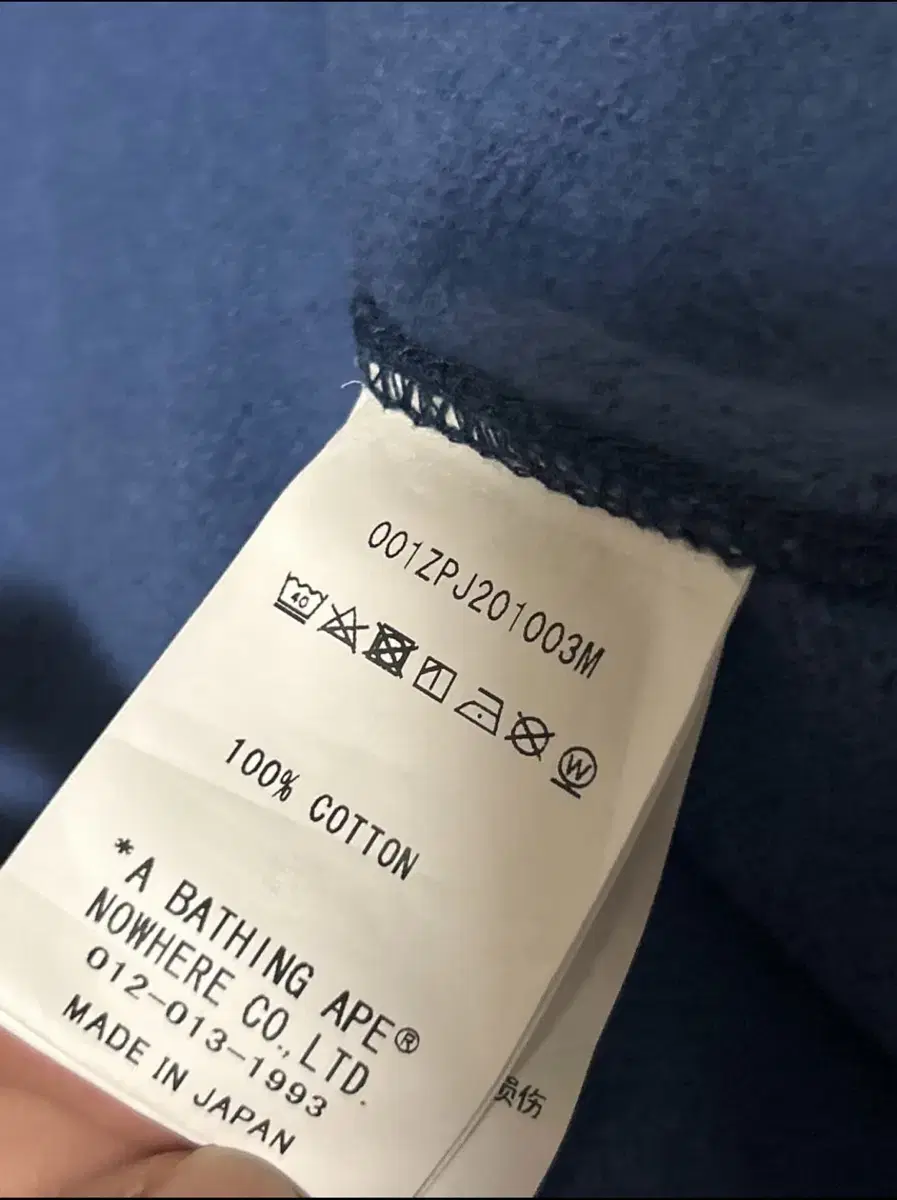 001ZPJ201003M
40
W
100% COTTON
*A BATHING APE®
NOWHERE CO., LTD.
012-013-1993
MADE IN JAPAN
损伤